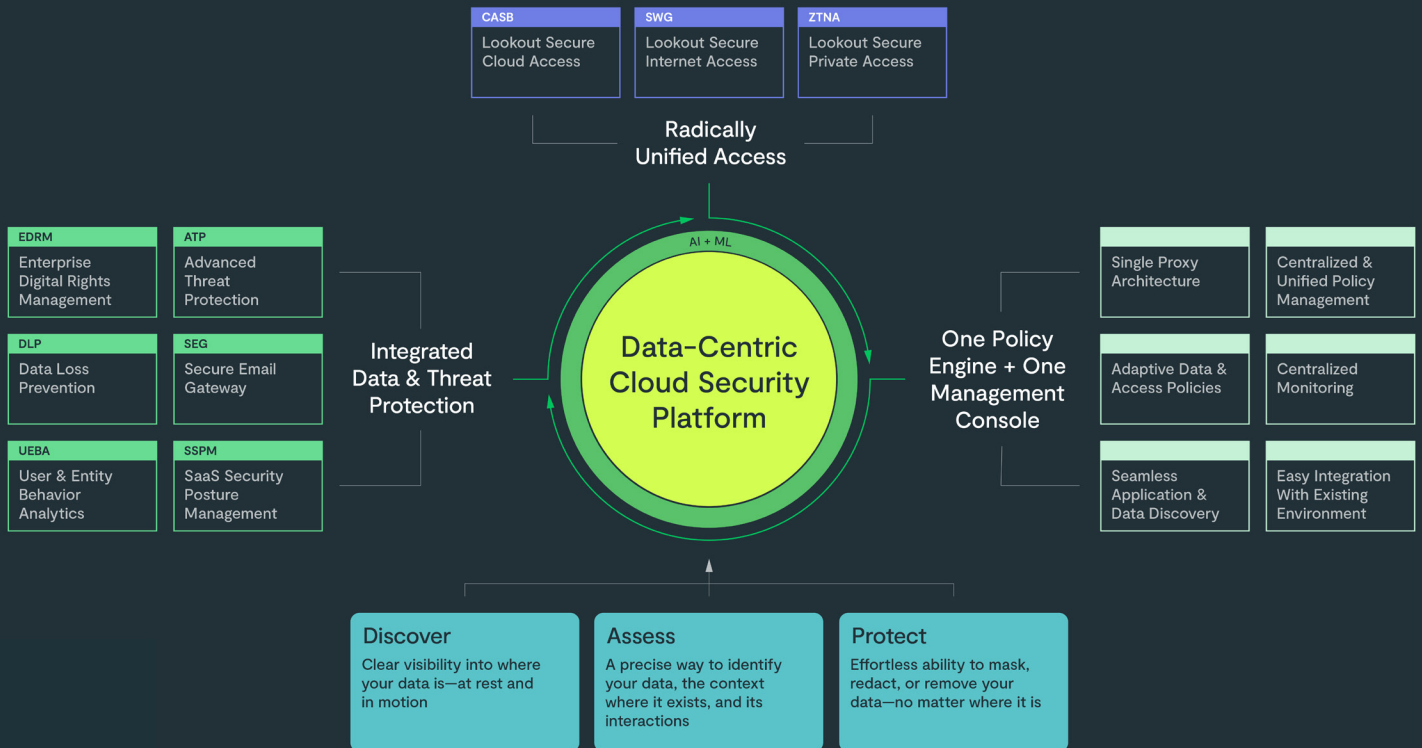 CASB
Lookout Secure
Cloud Access
SWG
Lookout Secure
Internet Access
ZTNA
Lookout Secure
Private Access
Radically
Unified Access
EDRM
Enterprise
Digital Rights
Management
ATP
Advanced
Threat
Protection
DLP
Data Loss
Prevention
SEG
Secure Email
Gateway
UEBA
User & Entity
Behavior
Analytics
SSPM
SaaS Security
Posture
Management
Integrated
Data & Threat
Protection
AI + ML
Data-Centric
Cloud Security
Platform
One Policy
Engine + One
Management
Console
Single Proxy
Architecture
Centralized &
Unified Policy
Management
Adaptive Data &
Access Policies
Centralized
Monitoring
Seamless
Application &
Data Discovery
Easy Integration
With Existing
Environment
Discover
Clear visibility into where
your data is—at rest and
in motion
Assess
A precise way to identify
your data, the context
where it exists, and its
interactions
Protect
Effortless ability to mask,
redact, or remove your
data—no matter where it is